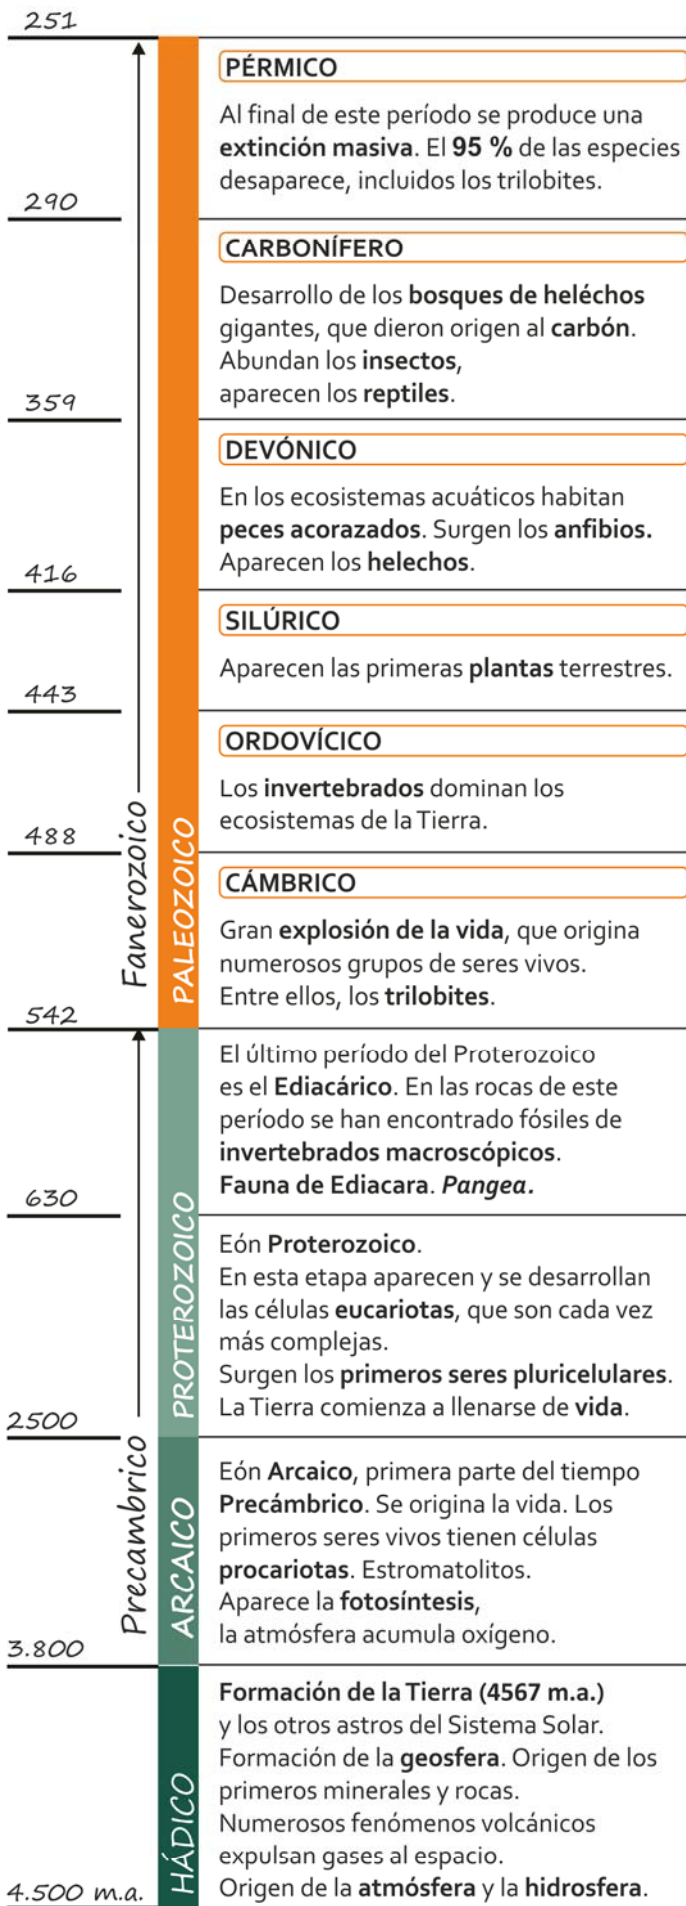 251
PÉRMICO
Al final de este período se produce una
extinción masiva. El 95 % de las especies
desaparece, incluidos los trilobites.
290
CARBONÍFERO
Desarrollo de los bosques de heléchos
gigantes, que dieron origen al carbón.
Abundan los insectos,
aparecen los reptiles.
359
DEVÓNICO
En los ecosistemas acuáticos habitan
peces acorazados. Surgen los anfibios.
Aparecen los helechos.
416
SILÚRICO
Aparecen las primeras plantas terrestres.
443
ORDOVÍCICO
Los invertebrados dominan los
ecosistemas de la Tierra.
488
Fanerozoico
PALEOZOICO
CÁMBRICO
Gran explosión de la vida, que origina
numerosos grupos de seres vivos.
Entre ellos, los trilobites.
542
El último período del Proterozoico
es el Ediacárico. En las rocas de este
período se han encontrado fósiles de
invertebrados macroscópicos.
Fauna de Ediacara. Pangea.
630
PROTEROZOICO
Eón Proterozoico.
En esta etapa aparecen y se desarrollan
las células eucariotas, que son cada vez
más complejas.
Surgen los primeros seres pluricelulares.
La Tierra comienza a llenarse de vida.
2500
Precambrico
ARCAICO
Eón Arcaico, primera parte del tiempo
Precámbrico. Se origina la vida. Los
primeros seres vivos tienen células
procariotas. Estromatolitos.
Aparece la fotosíntesis,
la atmósfera acumula oxígeno.
3.800
HÁDICO
Formación de la Tierra (4567 m.a.)
y los otros astros del Sistema Solar.
Formación de la geosfera. Origen de los
primeros minerales y rocas.
Numerosos fenómenos volcánicos
expulsan gases al espacio.
Origen de la atmósfera y la hidrosfera.
4.500 m.a.